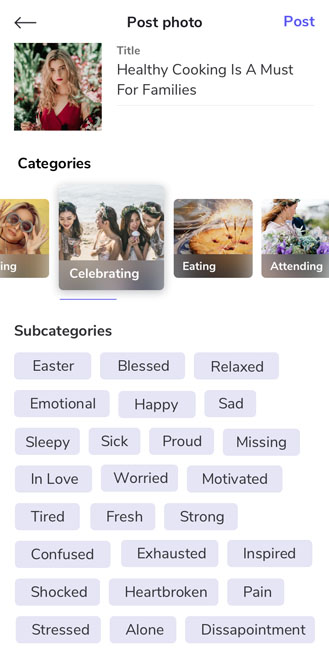 Post photo
Post
Title
Healthy Cooking Is A Must
For Families
Categories
ing
Celebrating
Eating
Attending
Subcategories
Easter Blessed Relaxed
Emotional Happy Sad
Sleepy Sick Proud Missing
In Love Worried Motivated
Tired Fresh Strong
Confused Exhausted Inspired
Shocked Heartbroken Pain
Stressed Alone Dissapointment